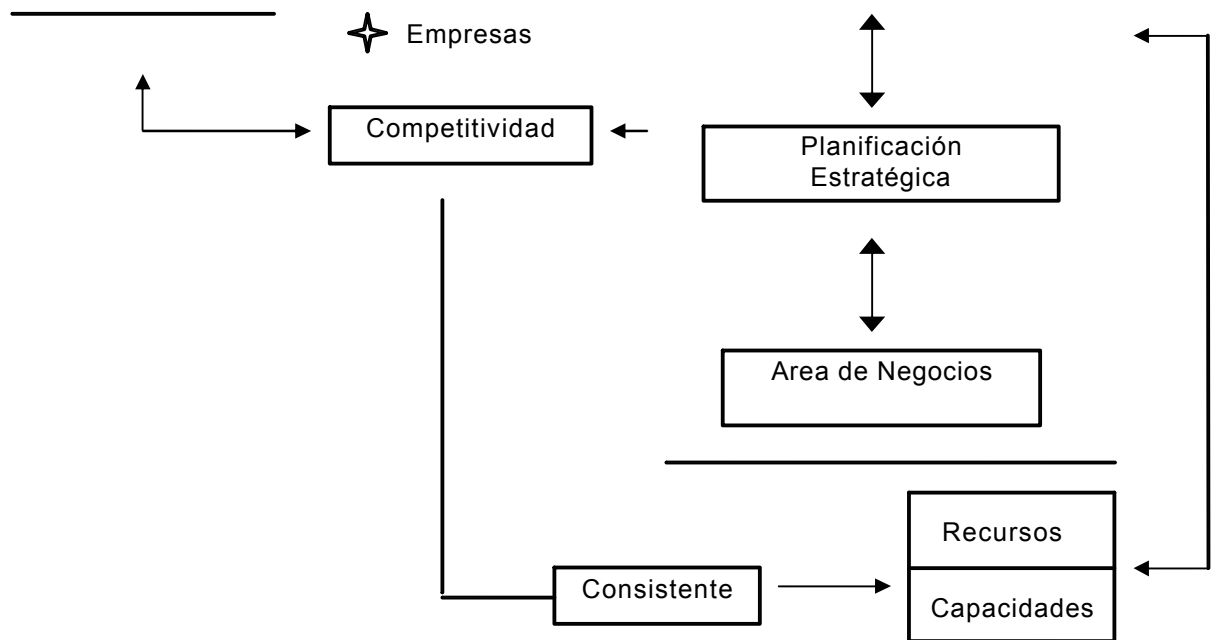 Empresas
Competitividad
Planificación
Estratégica
Area de Negocios
Recursos
Consistente
Capacidades